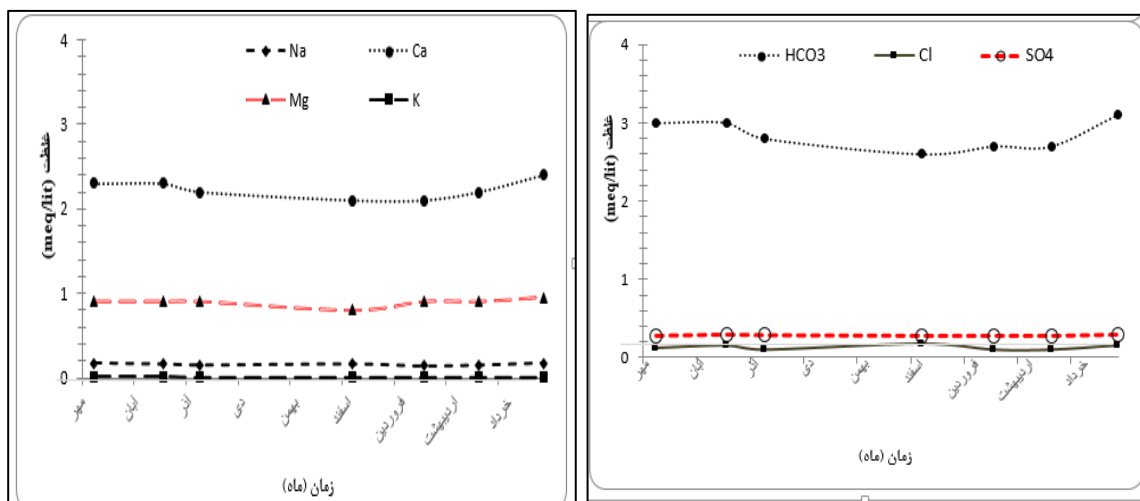 Na
Ca
Mg
K
4
3
2
1
0
غلظت (meq/lit)
مهر
آبان
آذر
دی
بهمن
اسفند
فروردین
اردیبهشت
خرداد
زمان (ماه)
HCO3
Cl
SO4
4
3
2
1
0
غلظت (meq/lit)
مهر
آبان
آذر
دی
بهمن
اسفند
فروردین
اردیبهشت
خرداد
زمان (ماه)